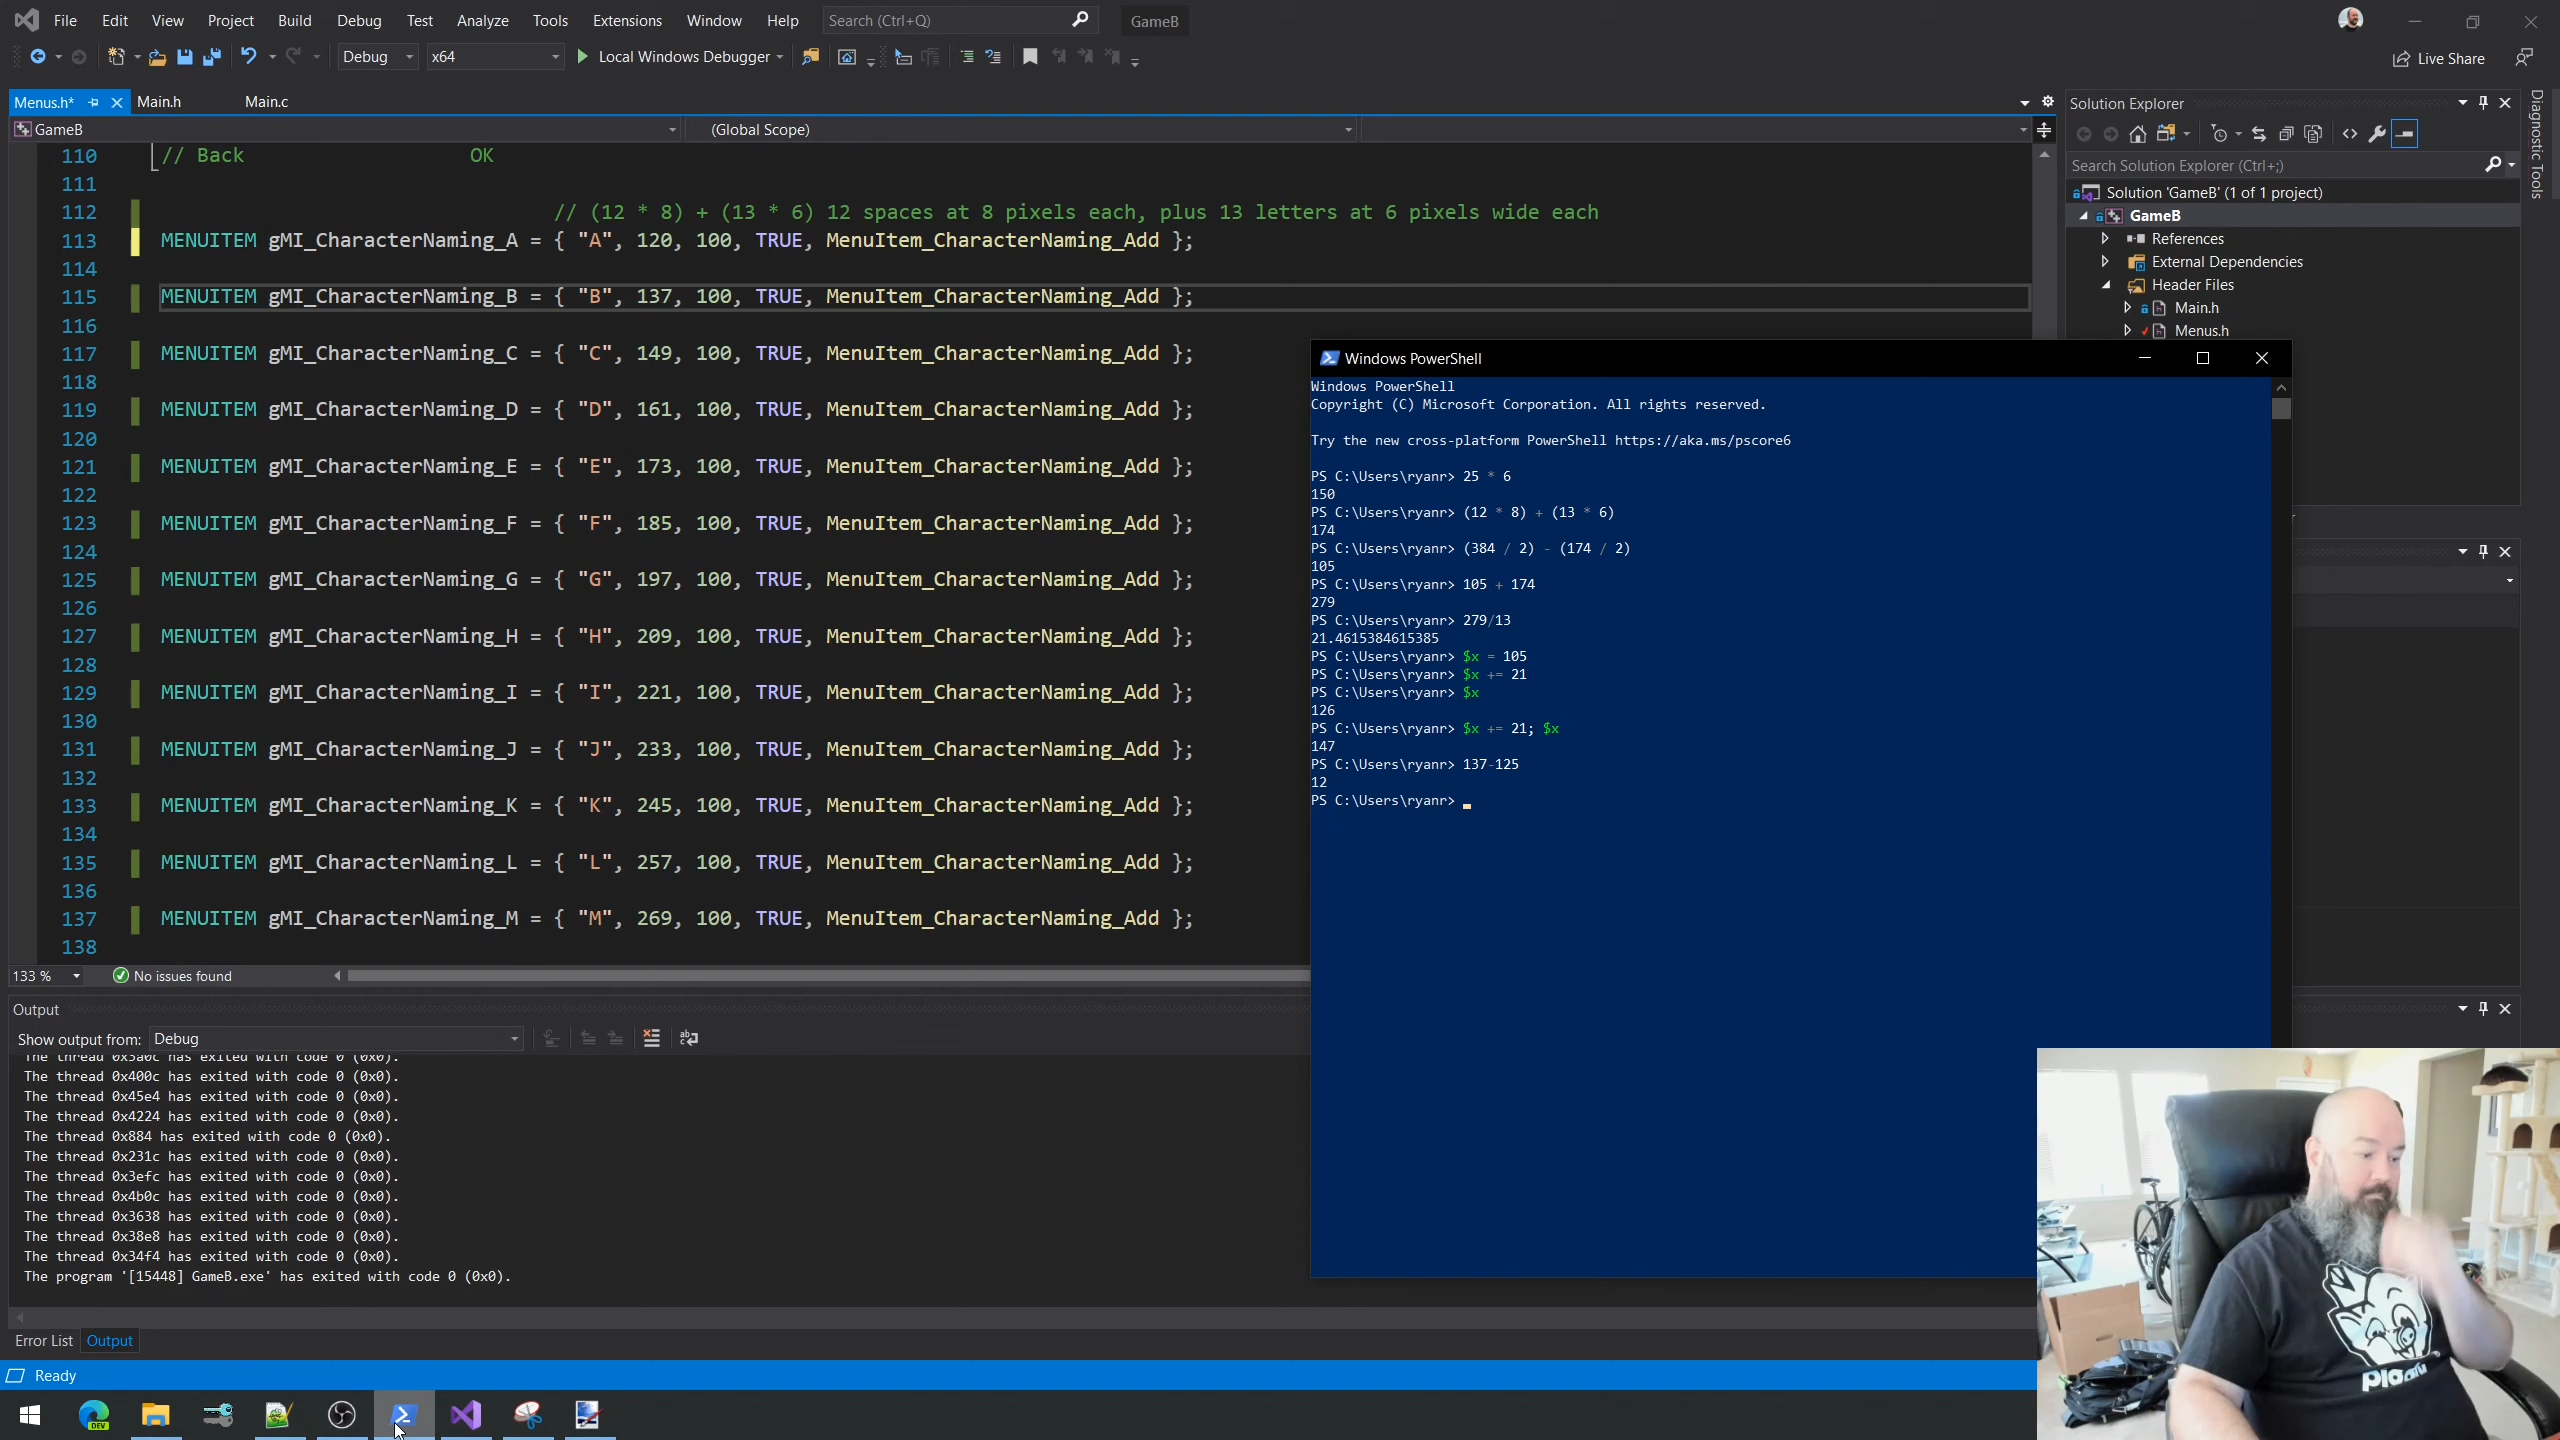 File Edit View Project Build Debug Test Analyze Tools Extensions Window Help Search (Ctrl+Q) GameB
Debug x64 Local Windows Debugger Live Share
Menus.h* Main.h Main.c
GameB (Global Scope)
110 // Back OK
111
112 // (12 * 8) + (13 * 6) 12 spaces at 8 pixels each, plus 13 letters at 6 pixels wide each
113 MENUITEM gMI_CharacterNaming_A = { "A", 120, 100, TRUE, MenuItem_CharacterNaming_Add };
114
115 MENUITEM gMI_CharacterNaming_B = { "B", 137, 100, TRUE, MenuItem_CharacterNaming_Add };
116
117 MENUITEM gMI_CharacterNaming_C = { "C", 149, 100, TRUE, MenuItem_CharacterNaming_Add };
118
119 MENUITEM gMI_CharacterNaming_D = { "D", 161, 100, TRUE, MenuItem_CharacterNaming_Add };
120
121 MENUITEM gMI_CharacterNaming_E = { "E", 173, 100, TRUE, MenuItem_CharacterNaming_Add };
122
123 MENUITEM gMI_CharacterNaming_F = { "F", 185, 100, TRUE, MenuItem_CharacterNaming_Add };
124
125 MENUITEM gMI_CharacterNaming_G = { "G", 197, 100, TRUE, MenuItem_CharacterNaming_Add };
126
127 MENUITEM gMI_CharacterNaming_H = { "H", 209, 100, TRUE, MenuItem_CharacterNaming_Add };
128
129 MENUITEM gMI_CharacterNaming_I = { "I", 221, 100, TRUE, MenuItem_CharacterNaming_Add };
130
131 MENUITEM gMI_CharacterNaming_J = { "J", 233, 100, TRUE, MenuItem_CharacterNaming_Add };
132
133 MENUITEM gMI_CharacterNaming_K = { "K", 245, 100, TRUE, MenuItem_CharacterNaming_Add };
134
135 MENUITEM gMI_CharacterNaming_L = { "L", 257, 100, TRUE, MenuItem_CharacterNaming_Add };
136
137 MENUITEM gMI_CharacterNaming_M = { "M", 269, 100, TRUE, MenuItem_CharacterNaming_Add };
138
133 % No issues found
Solution Explorer
Search Solution Explorer (Ctrl+;)
Solution 'GameB' (1 of 1 project)
GameB
References
External Dependencies
Header Files
Main.h
Menus.h
Diagnostic Tools
Windows PowerShell
Windows PowerShell
Copyright (C) Microsoft Corporation. All rights reserved.
Try the new cross-platform PowerShell https://aka.ms/pscore6
PS C:\Users\ryanr> 25 * 6
150
PS C:\Users\ryanr> (12 * 8) + (13 * 6)
174
PS C:\Users\ryanr> (384 / 2) - (174 / 2)
105
PS C:\Users\ryanr> 105 + 174
279
PS C:\Users\ryanr> 279/13
21.4615384615385
PS C:\Users\ryanr> $x = 105
PS C:\Users\ryanr> $x += 21
PS C:\Users\ryanr> $x
126
PS C:\Users\ryanr> $x += 21; $x
147
PS C:\Users\ryanr> 137-125
12
PS C:\Users\ryanr>
Output
Show output from: Debug
The thread 0x5a0c has exited with code 0 (0x0).
The thread 0x400c has exited with code 0 (0x0).
The thread 0x45e4 has exited with code 0 (0x0).
The thread 0x4224 has exited with code 0 (0x0).
The thread 0x884 has exited with code 0 (0x0).
The thread 0x231c has exited with code 0 (0x0).
The thread 0x3efc has exited with code 0 (0x0).
The thread 0x4b0c has exited with code 0 (0x0).
The thread 0x3638 has exited with code 0 (0x0).
The thread 0x38e8 has exited with code 0 (0x0).
The thread 0x34f4 has exited with code 0 (0x0).
The program '[15448] GameB.exe' has exited with code 0 (0x0).
Error List Output
Ready
DEV